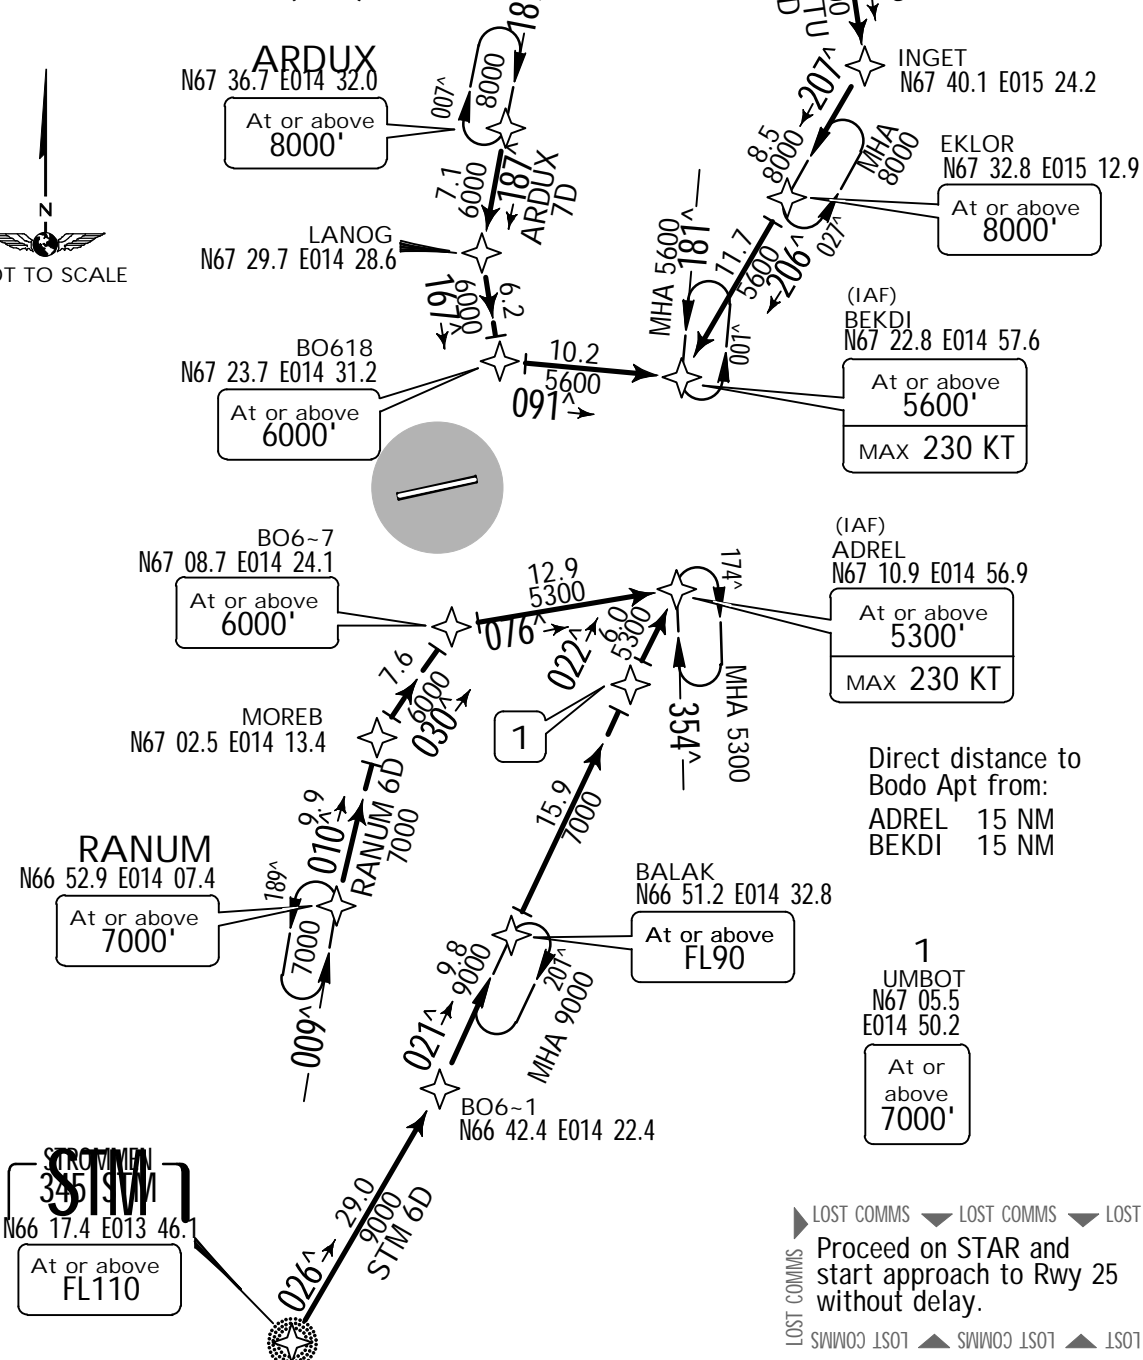 ARDUX
N67 36.7 E014 32.0
At or above
8000'
007^
8000
187^
ARDUX
7D
7.1
6000
LANOG
N67 29.7 E014 28.6
167^
6000
6.2
BO618
N67 23.7 E014 31.2
At or above
6000'
10.2
5600
091^
N
NOT TO SCALE
INGET
N67 40.1 E015 24.2
207^
8.5
8000
MHA
8000
EKLOR
N67 32.8 E015 12.9
At or above
8000'
027^
11.7
5600
206^
MHA 5600
181^
001^
(IAF)
BEKDI
N67 22.8 E014 57.6
At or above
5600'
MAX 230 KT
BO6~7
N67 08.7 E014 24.1
At or above
6000'
12.9
5300
076^
022^
6.0
5300
174^
MHA 5300
354^
(IAF)
ADREL
N67 10.9 E014 56.9
At or above
5300'
MAX 230 KT
MOREB
N67 02.5 E014 13.4
7.6
6000
030^
1
15.9
7000
Direct distance to
Bodo Apt from:
ADREL 15 NM
BEKDI 15 NM
RANUM
N66 52.9 E014 07.4
At or above
7000'
9.9
010^
RANUM 6D
7000
189^
7000
009^
BALAK
N66 51.2 E014 32.8
At or above
FL90
9.8
9000
021^
201^
MHA 9000
1
UMBOT
N67 05.5
E014 50.2
At or
above
7000'
BO6~1
N66 42.4 E014 22.4
STROMMEN
345 STM
STM
N66 17.4 E013 46.1
At or above
FL110
29.0
9000
STM 6D
026^
LOST COMMS LOST COMMS LOST
LOST COMMS
Proceed on STAR and
start approach to Rwy 25
without delay.
LOST COMMS LOST COMMS LOST